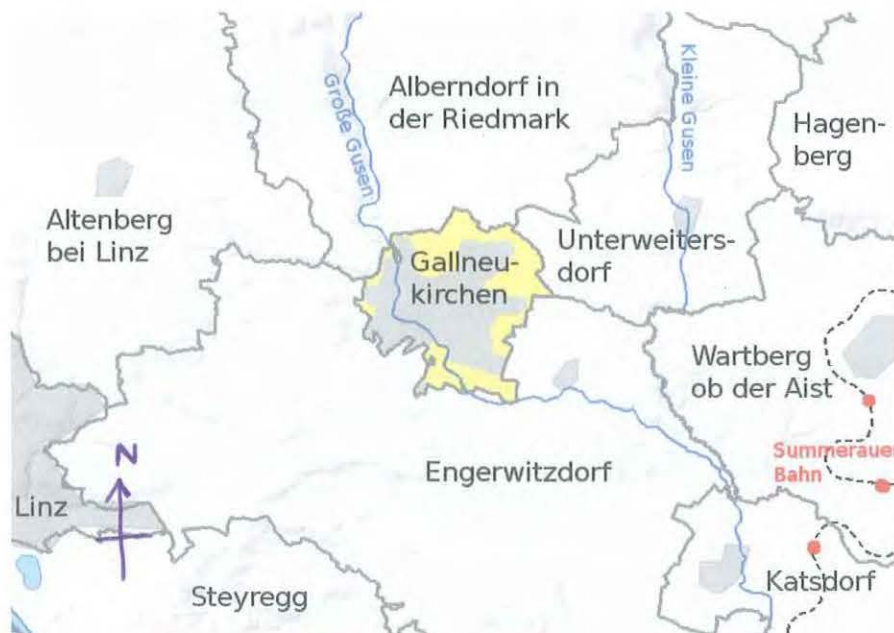 Große Gusen
Alberndorf in
der Riedmark
Kleine Gusen
Hagen-
berg
Altenberg
bei Linz
Unterweiters-
dorf
Gallneu-
kirchen
Wartberg
ob der Aist
N
Engerwitzdorf
Summerauer
Bahn
Linz
Katsdorf
Steyregg